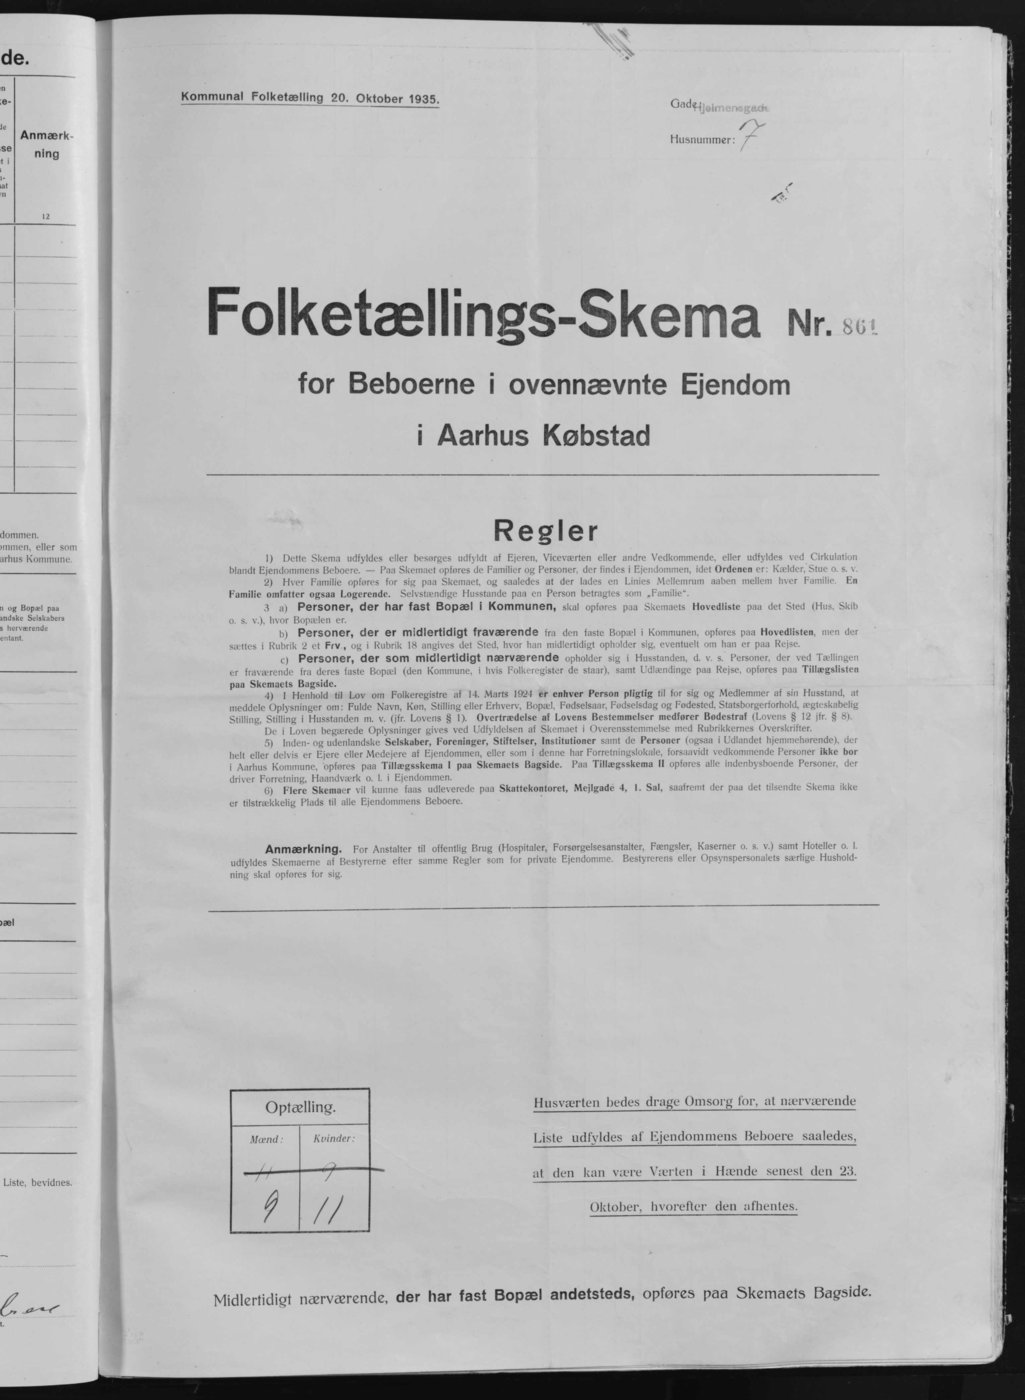 de.
Anmærk-
ning
12
dommen.
ommen, eller som
arhus Kommune.
n og Bopæl paa
andske Selskabers
s herværende
entant.
pæl
Liste, bevidnes.
Kommunal Folketælling 20. Oktober 1935.
Gade: Hjelmensgade
Husnummer: 7
Folketællings-Skema Nr. 861
for Beboerne i ovennævnte Ejendom
i Aarhus Købstad
Regler
1) Dette Skema udfyldes eller besørges udfyldt af Ejeren, Viceværten eller andre Vedkommende, eller udfyldes ved Cirkulation
blandt Ejendommens Beboere. — Paa Skemaet opføres de Familier og Personer, der findes i Ejendommen, idet Ordenen er: Kælder, Stue o. s. v.
2) Hver Familie opføres for sig paa Skemaet, og saaledes at der lades en Linies Mellemrum aaben mellem hver Familie. En
Familie omfatter ogsaa Logerende. Selvstændige Husstande paa en Person betragtes som „Familie“.
3 a) Personer, der har fast Bopæl i Kommunen, skal opføres paa Skemaets Hovedliste paa det Sted (Hus, Skib
o. s. v.), hvor Bopælen er.
b) Personer, der er midlertidigt fraværende fra den faste Bopæl i Kommunen, opføres paa Hovedlisten, men der
sættes i Rubrik 2 et Frv., og i Rubrik 18 angives det Sted, hvor han midlertidigt opholder sig, eventuelt om han er paa Rejse.
c) Personer, der som midlertidigt nærværende opholder sig i Husstanden, d. v. s. Personer, der ved Tællingen
er fraværende fra deres faste Bopæl (den Kommune, i hvis Folkeregister de staar), samt Udlændinge paa Rejse, opføres paa Tillægslisten
paa Skemaets Bagside.
4) I Henhold til Lov om Folkeregistre af 14. Marts 1924 er enhver Person pligtig til for sig og Medlemmer af sin Husstand, at
meddele Oplysninger om: Fulde Navn, Køn, Stilling eller Erhverv, Bopæl, Fødselsaar, Fødselsdag og Fødested, Statsborgerforhold, ægteskabelig
Stilling, Stilling i Husstanden m. v. (jfr. Lovens § 1). Overtrædelse af Lovens Bestemmelser medfører Bødestraf (Lovens § 12 jfr. § 8).
De i Loven begærede Oplysninger gives ved Udfyldelsen af Skemaet i Overensstemmelse med Rubrikkernes Overskrifter.
5) Inden- og udenlandske Selskaber, Foreninger, Stiftelser, Institutioner samt de Personer (ogsaa i Udlandet hjemmehørende), der
helt eller delvis er Ejere eller Medejere af Ejendommen, eller som i denne har Forretningslokale, forsaavidt vedkommende Personer ikke bor
i Aarhus Kommune, opføres paa Tillægsskema I paa Skemaets Bagside. Paa Tillægsskema II opføres alle indenbysboende Personer, der
driver Forretning, Haandværk o. l. i Ejendommen.
6) Flere Skemaer vil kunne faas udleverede paa Skattekontoret, Mejlgade 4, 1. Sal, saafremt der paa det tilsendte Skema ikke
er tilstrækkelig Plads til alle Ejendommens Beboere.
Anmærkning. For Anstalter til offentlig Brug (Hospitaler, Forsørgelsesanstalter, Fængsler, Kaserner o. s. v.) samt Hoteller o. l.
udfyldes Skemaerne af Bestyrerne efter samme Regler som for private Ejendomme. Bestyrerens eller Opsynspersonalets særlige Hushold-
ning skal opføres for sig.
Optælling.
Mænd: Kvinder:
11 9
9 11
Husværten bedes drage Omsorg for, at nærværende
Liste udfyldes af Ejendommens Beboere saaledes,
at den kan være Værten i Hænde senest den 23.
Oktober, hvorefter den afhentes.
Midlertidigt nærværende, der har fast Bopæl andetsteds, opføres paa Skemaets Bagside.